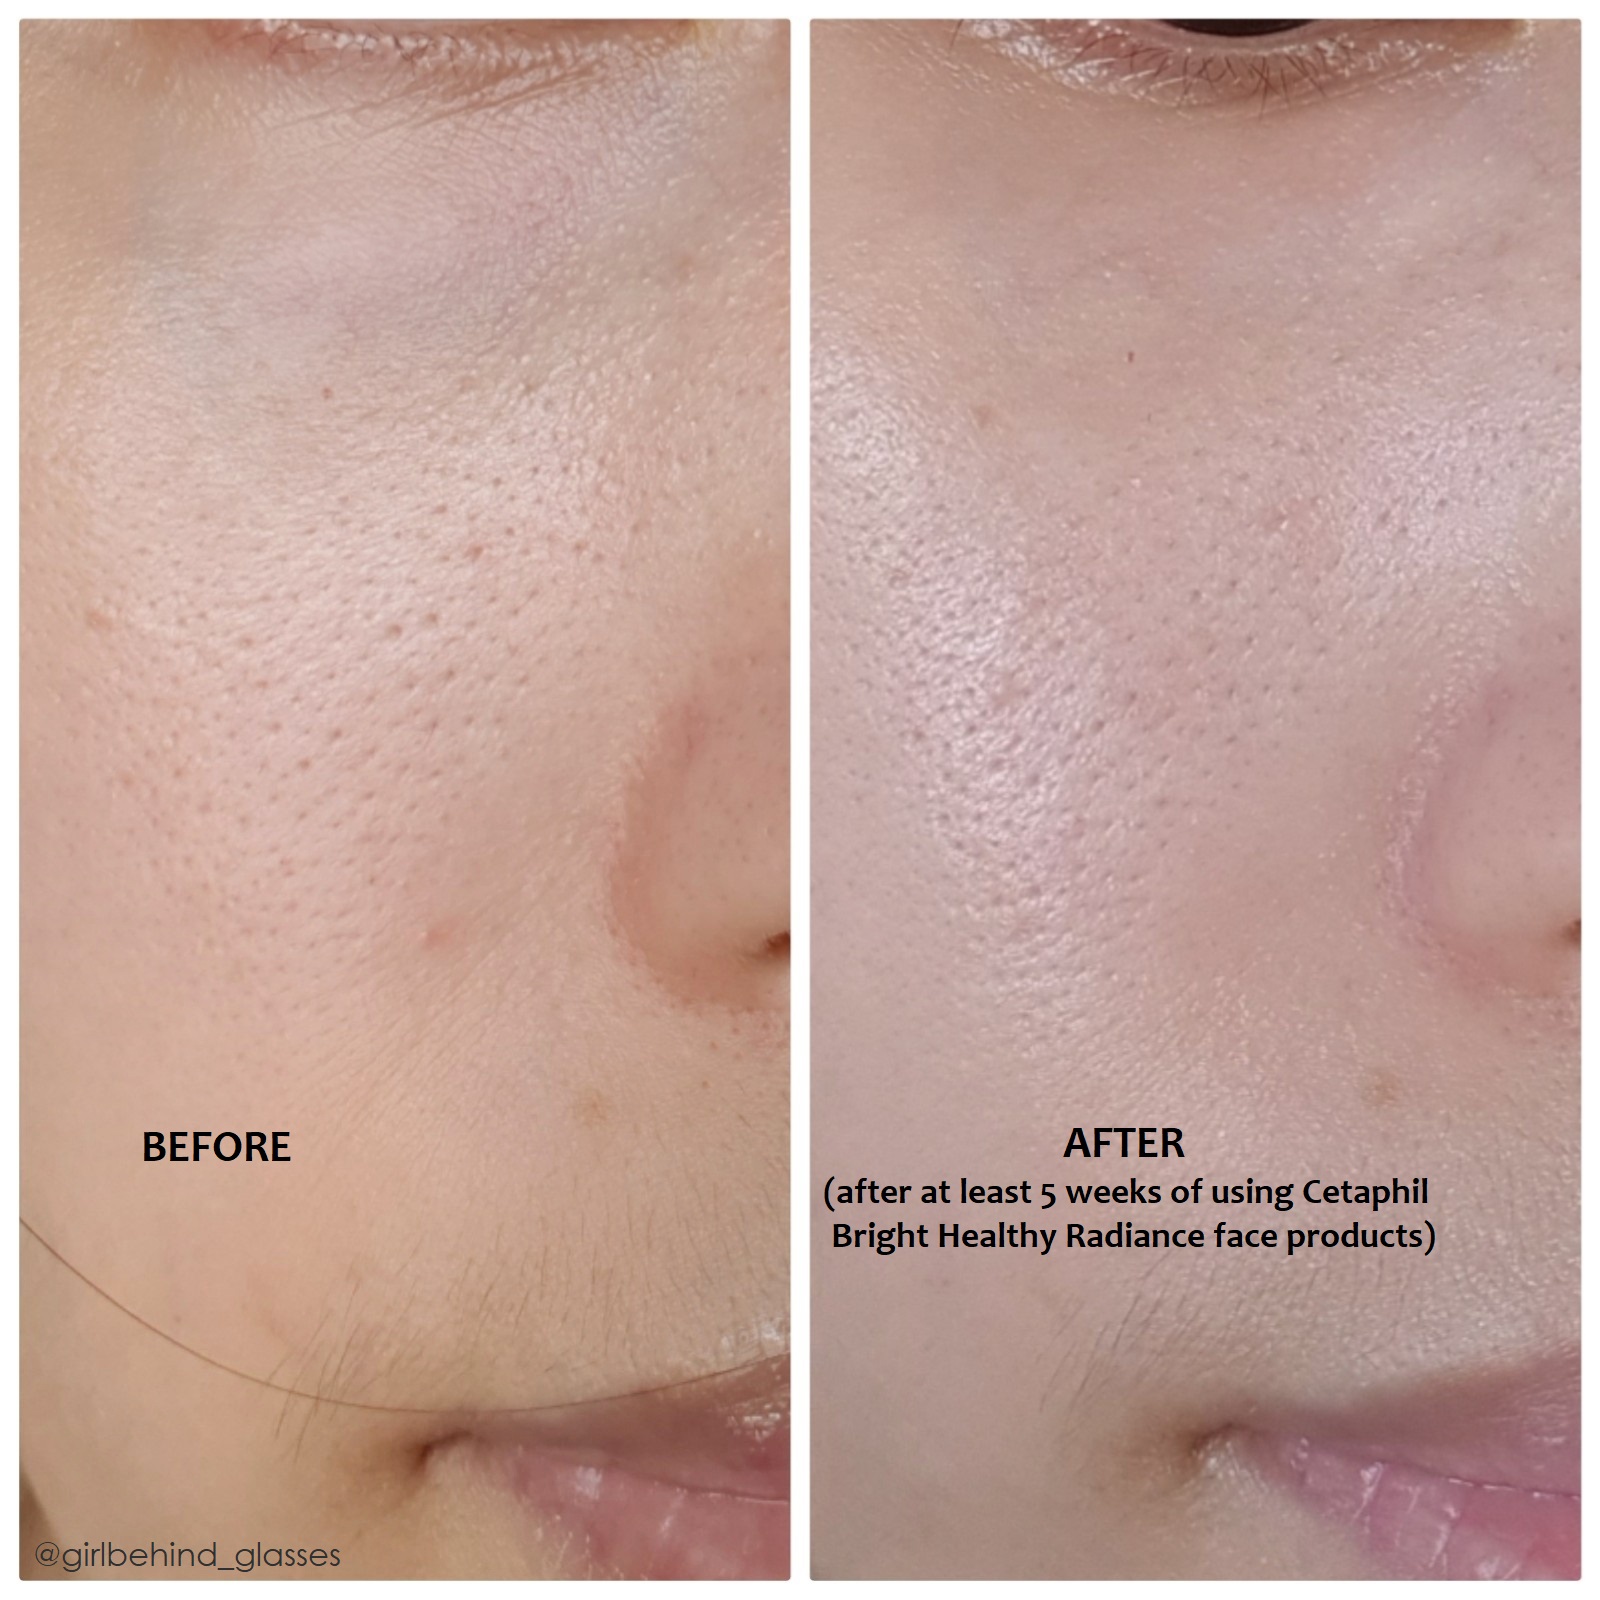 BEFORE
AFTER
(after at least 5 weeks of using Cetaphil
Bright Healthy Radiance face products)
@girlbehind_glasses